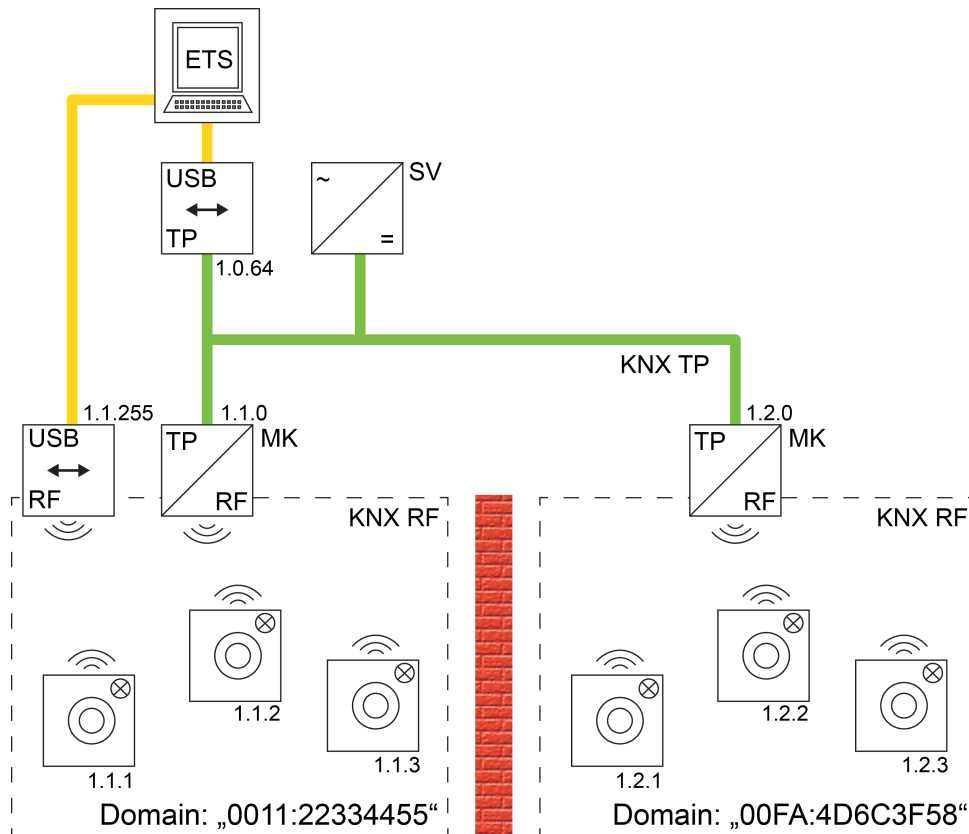 ETS
USB
TP
1.0.64
~
=
SV
KNX TP
1.1.255
USB
RF
1.1.0
TP
RF
MK
1.2.0
TP
RF
MK
KNX RF
KNX RF
1.1.1
1.1.2
1.1.3
1.2.1
1.2.2
1.2.3
Domain: „0011:22334455“
Domain: „00FA:4D6C3F58“